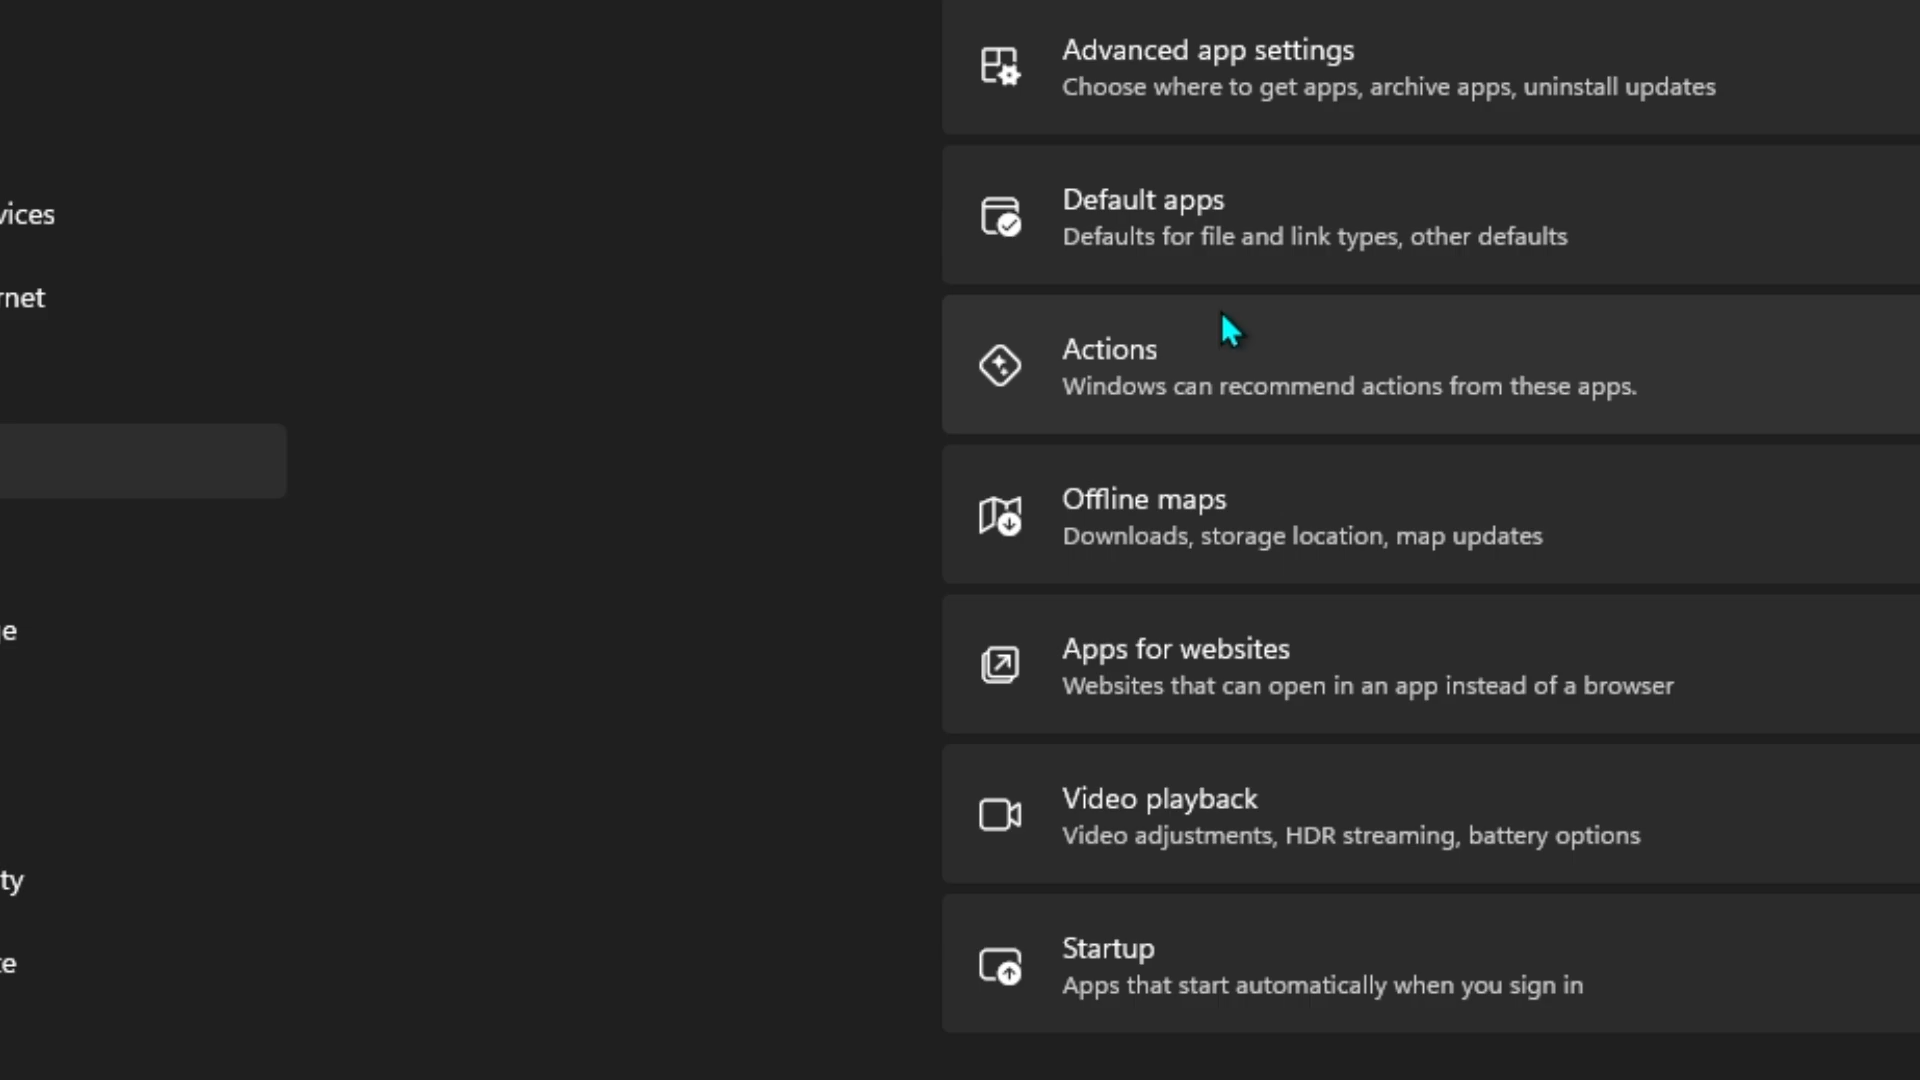 vices
rnet
ty
Advanced app settings
Choose where to get apps, archive apps, uninstall updates
Default apps
Defaults for file and link types, other defaults
Actions
Windows can recommend actions from these apps.
Offline maps
Downloads, storage location, map updates
Apps for websites
Websites that can open in an app instead of a browser
Video playback
Video adjustments, HDR streaming, battery options
Startup
Apps that start automatically when you sign in